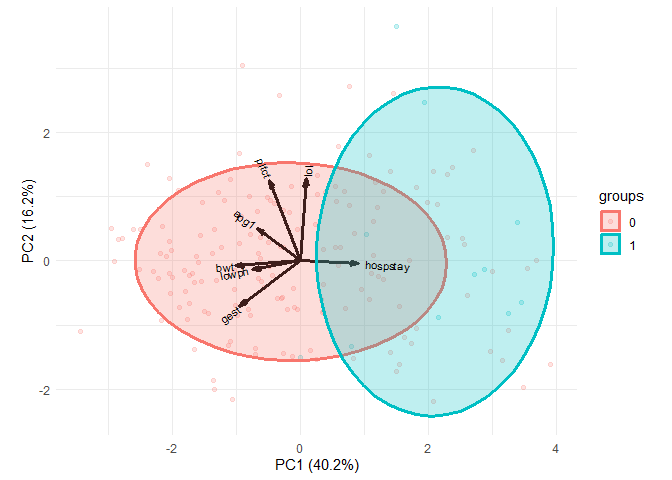 2
0
-2
PC2 (16.2%)
pltct
lol
apg1
bwt
lowph
gest
hospstay
-2
0
2
4
PC1 (40.2%)
groups
0
1